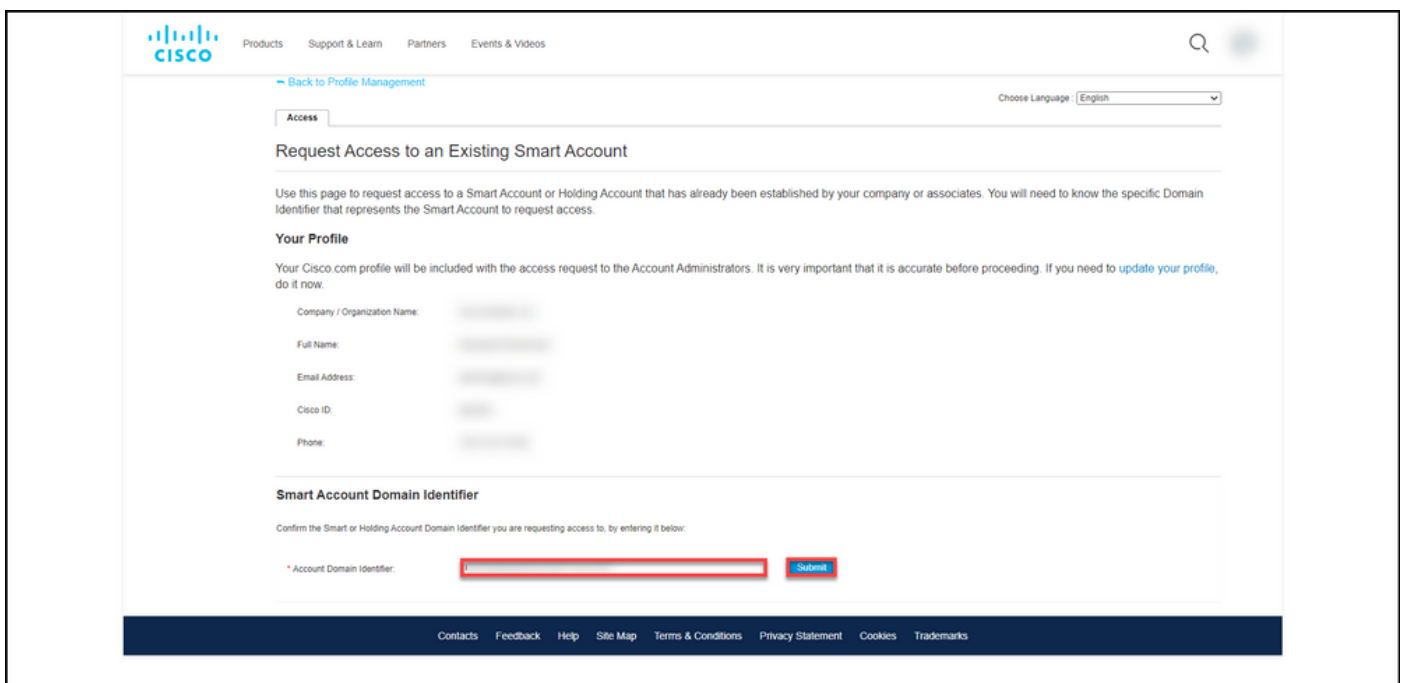 CISCO
Products Support & Learn Partners Events & Videos
Back to Profile Management
Choose Language : English
Access
Request Access to an Existing Smart Account
Use this page to request access to a Smart Account or Holding Account that has already been established by your company or associates. You will need to know the specific Domain
Identifier that represents the Smart Account to request access.
Your Profile
Your Cisco.com profile will be included with the access request to the Account Administrators. It is very important that it is accurate before proceeding. If you need to update your profile,
do it now.
Company / Organization Name:
Full Name:
Email Address:
Cisco ID:
Phone:
Smart Account Domain Identifier
Confirm the Smart or Holding Account Domain Identifier you are requesting access to, by entering it below:
* Account Domain Identifier: Submit
Contacts Feedback Help Site Map Terms & Conditions Privacy Statement Cookies Trademarks